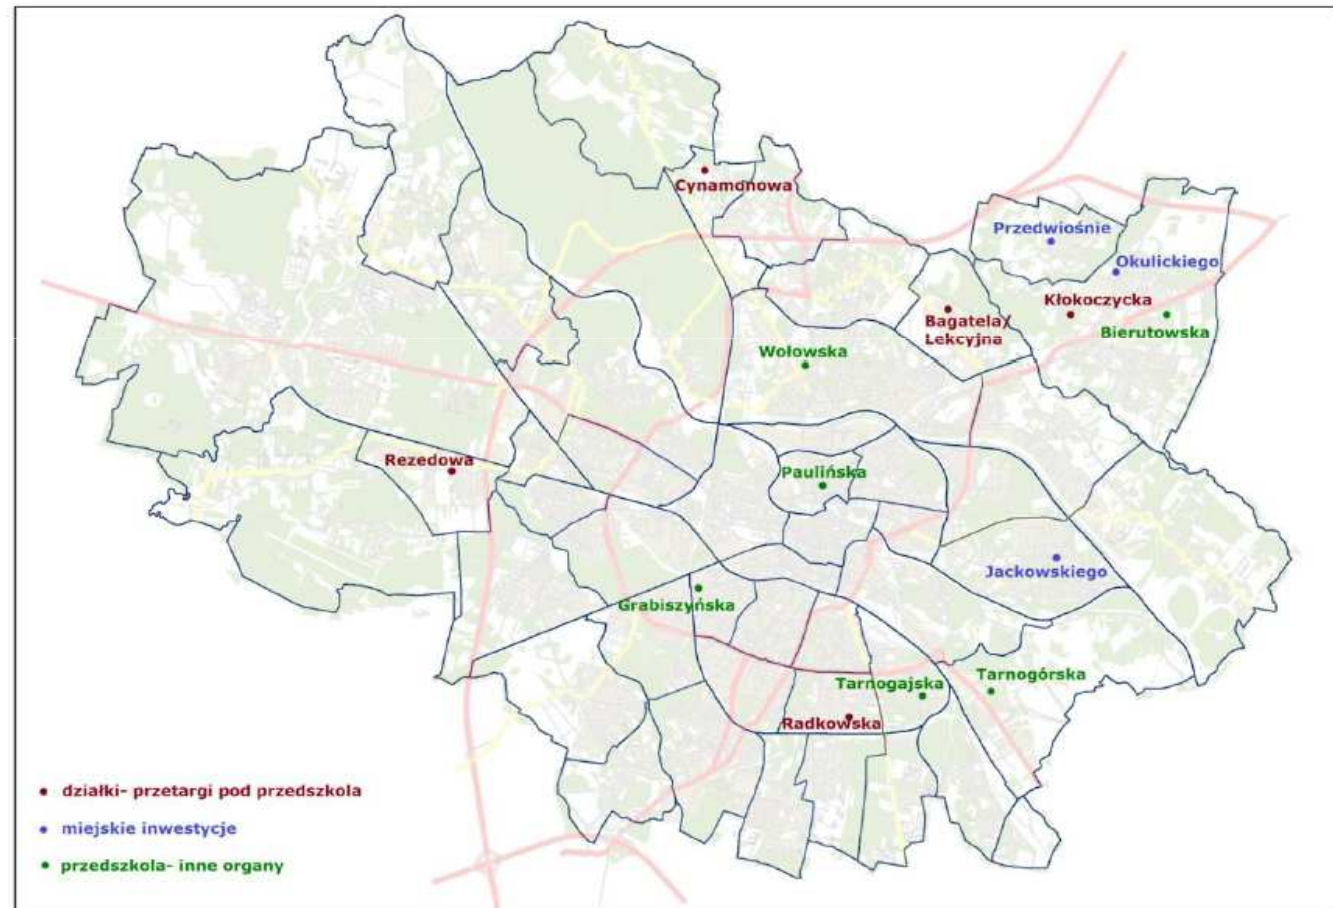 Cynamonowa
Przedwiośnie
Okulickiego
Kłokoczycka
Bagatela/
Lekcyjna
Bierutowska
Wołowska
Rezedowa
Paulińska
Jackowskiego
Grabiszyńska
Tarnogórska
Tarnogajska
Radkowska
działki- przetargi pod przedszkola
miejskie inwestycje
przedszkola- inne organy